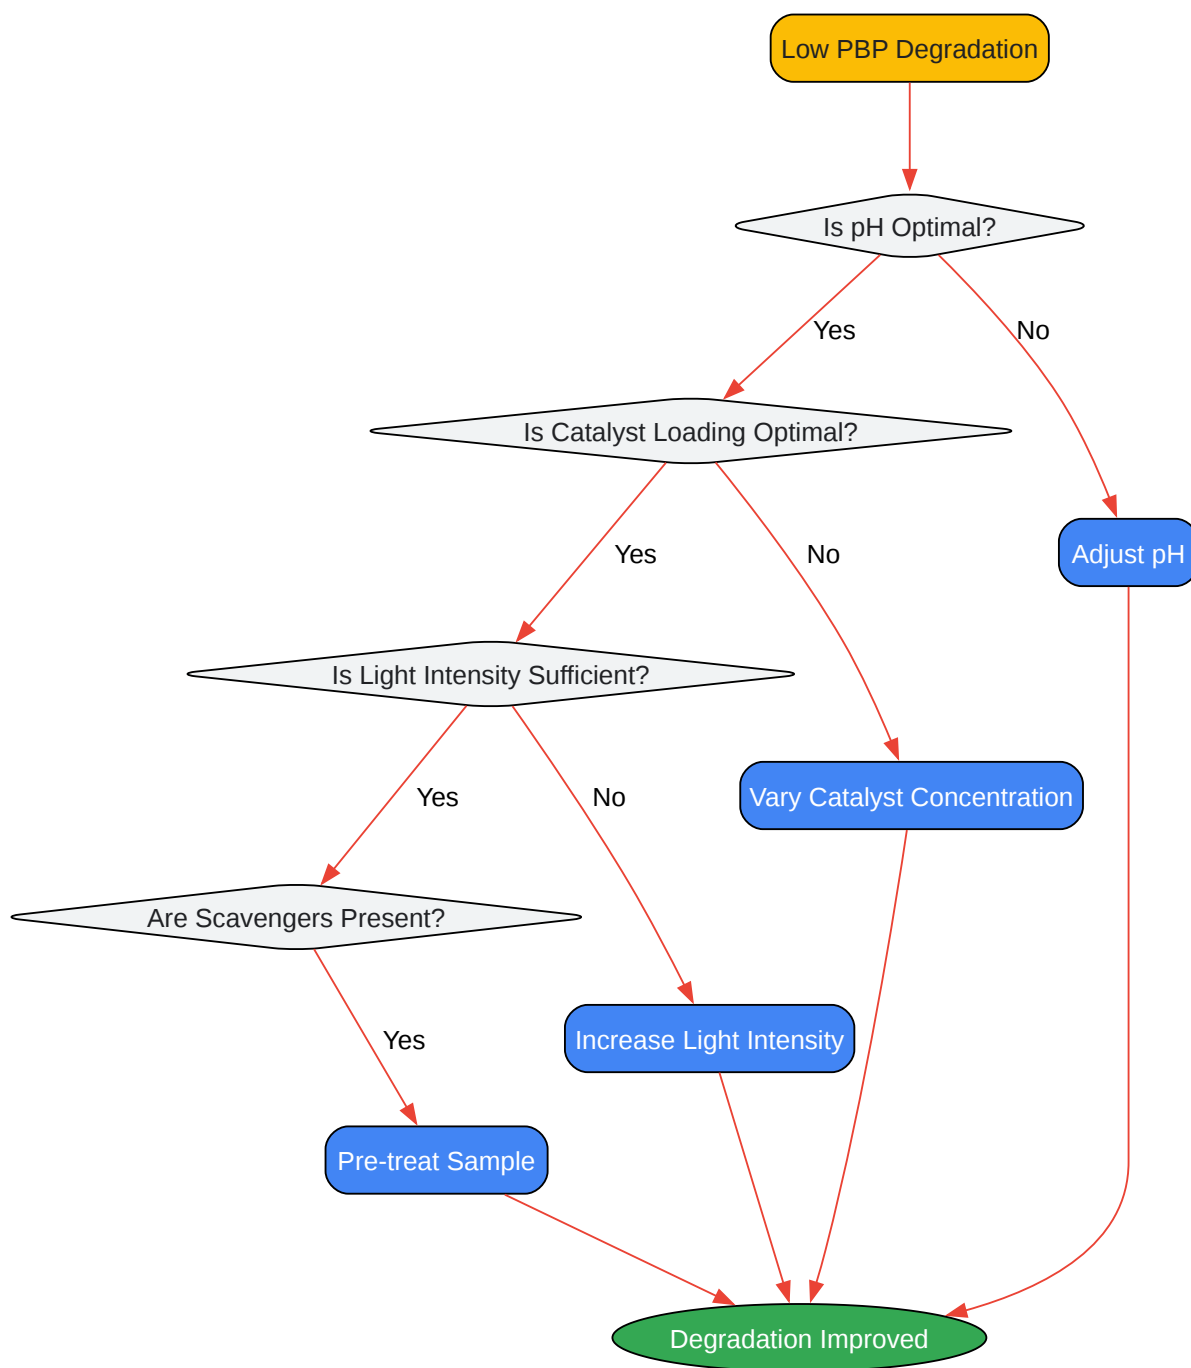 Low PBP Degradation
Is pH Optimal?
Yes
No
Is Catalyst Loading Optimal?
Yes
No
Adjust pH
Is Light Intensity Sufficient?
Yes
No
Vary Catalyst Concentration
Are Scavengers Present?
Yes
Increase Light Intensity
Pre-treat Sample
Degradation Improved